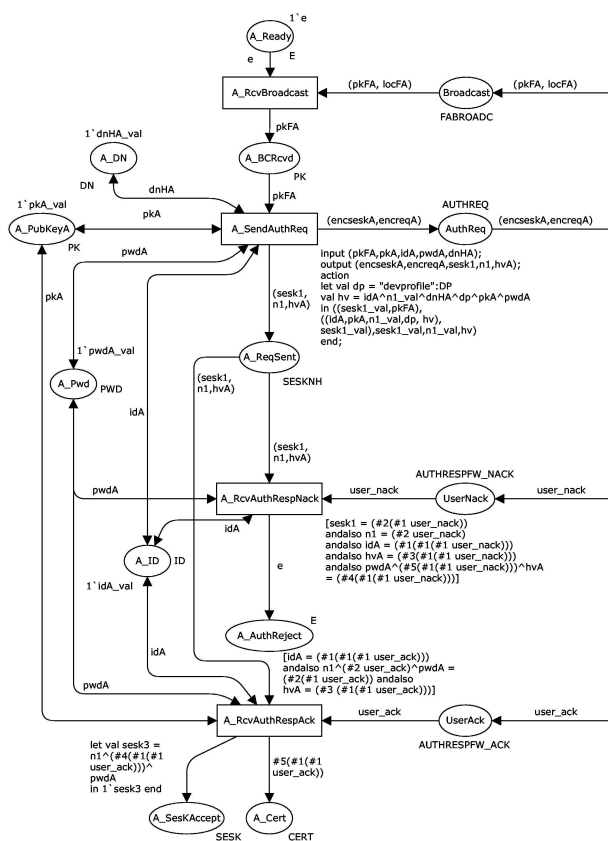 1`e
A_Ready
e
E
A_RcvBroadcast
(pkFA, locFA)
Broadcast
(pkFA, locFA)
FABROADC
pkFA
1`dnHA_val
A_DN
DN
A_BCRcvd
PK
dnHA
pkFA
1`pkA_val
A_PubKeyA
PK
pkA
A_SendAuthReq
(encseskA,encreqA)
AUTHREQ
AuthReq
(encseskA,encreqA)
pwdA
input (pkFA,pkA,idA,pwdA,dnHA);
output (encseskA,encreqA,sesk1,n1,hvA);
action
let val dp = "devprofile":DP
val hv = idA^n1_val^dnHA^dp^pkA^pwdA
in ((sesk1_val,pkFA),
((idA,pkA,n1_val,dp, hv),
sesk1_val),sesk1_val,n1_val,hv)
end;
pkA
(sesk1,
n1,hvA)
1`pwdA_val
A_Pwd
PWD
A_ReqSent
SESKNH
(sesk1,
n1,hvA)
idA
(sesk1,
n1,hvA)
pwdA
A_RcvAuthRespNack
user_nack
AUTHRESPFW_NACK
UserNack
user_nack
[sesk1 = (#2(#1 user_nack))
andalso n1 = (#2 user_nack)
andalso idA = (#1(#1(#1 user_nack)))
andalso hvA = (#3(#1(#1 user_nack)))
andalso pwdA^(#5(#1(#1 user_nack)))^hvA
= (#4(#1(#1 user_nack)))]
idA
A_ID
ID
1`idA_val
e
E
A_AuthReject
[idA = (#1(#1(#1 user_ack)))
andalso n1^(#2 user_ack)^pwdA =
(#2(#1 user_ack)) andalso
hvA = (#3 (#1(#1 user_ack)))]
idA
pwdA
A_RcvAuthRespAck
user_ack
UserAck
user_ack
AUTHRESPFW_ACK
let val sesk3 =
n1^(#4(#1(#1
user_ack)))^
pwdA
in 1`sesk3 end
#5(#1(#1
user_ack))
A_SesKAccept
SESK
A_Cert
CERT